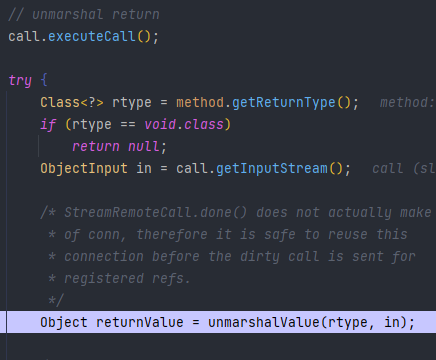 // unmarshal return
call.executeCall();
try {
Class<?> rtype = method.getReturnType(); method:
if (rtype == void.class)
return null;
ObjectInput in = call.getInputStream(); call (sl
/* StreamRemoteCall.done() does not actually make
* of conn, therefore it is safe to reuse this
* connection before the dirty call is sent for
* registered refs.
*/
Object returnValue = unmarshalValue(rtype, in);